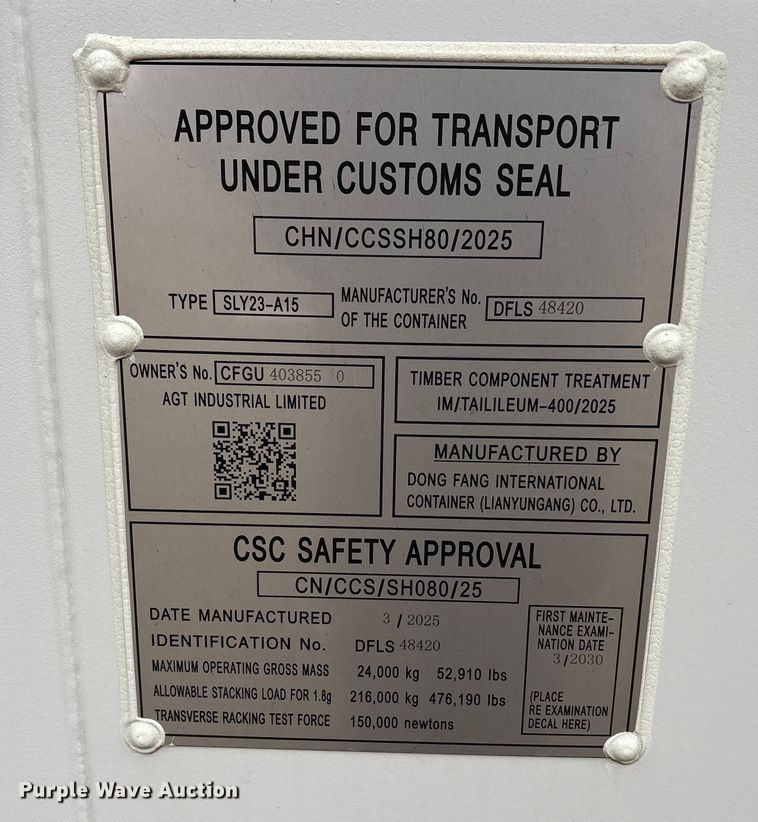 APPROVED FOR TRANSPORT
UNDER CUSTOMS SEAL
CHN/CCSSH80/2025
TYPE SLY23-A15
MANUFACTURER'S No.
OF THE CONTAINER DFLS 48420
OWNER'S No. CFGU 403855 0
AGT INDUSTRIAL LIMITED
TIMBER COMPONENT TREATMENT
IM/TAILILEUM-400/2025
MANUFACTURED BY
DONG FANG INTERNATIONAL
CONTAINER (LIANYUNGANG) CO., LTD.
CSC SAFETY APPROVAL
CN/CCS/SH080/25
DATE MANUFACTURED 3 / 2025
IDENTIFICATION No. DFLS 48420
MAXIMUM OPERATING GROSS MASS 24,000 kg 52,910 lbs
ALLOWABLE STACKING LOAD FOR 1.8g 216,000 kg 476,190 lbs
TRANSVERSE RACKING TEST FORCE 150,000 newtons
FIRST MAINTE-
NANCE EXAMI-
NATION DATE
3/2030
(PLACE
RE EXAMINATION
DECAL HERE)
Purple Wave Auction